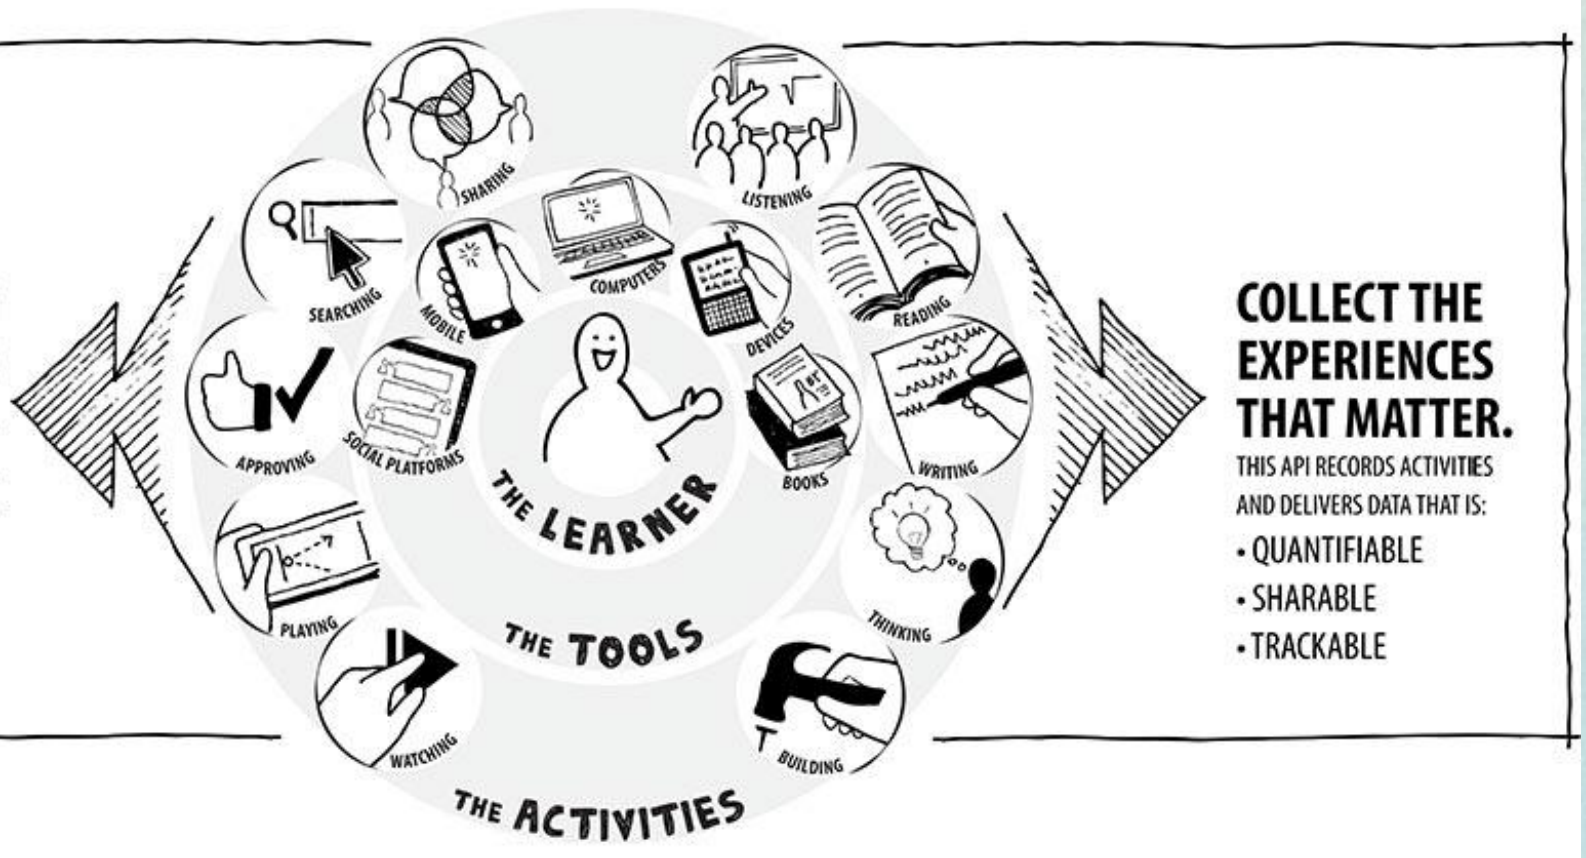 SHARING
LISTENING
SEARCHING
MOBILE
COMPUTERS
DEVICES
READING
APPROVING
SOCIAL PLATFORMS
BOOKS
WRITING
PLAYING
THINKING
WATCHING
BUILDING
THE LEARNER
THE TOOLS
THE ACTIVITIES
COLLECT THE
EXPERIENCES
THAT MATTER.
THIS API RECORDS ACTIVITIES
AND DELIVERS DATA THAT IS:
• QUANTIFIABLE
• SHARABLE
• TRACKABLE